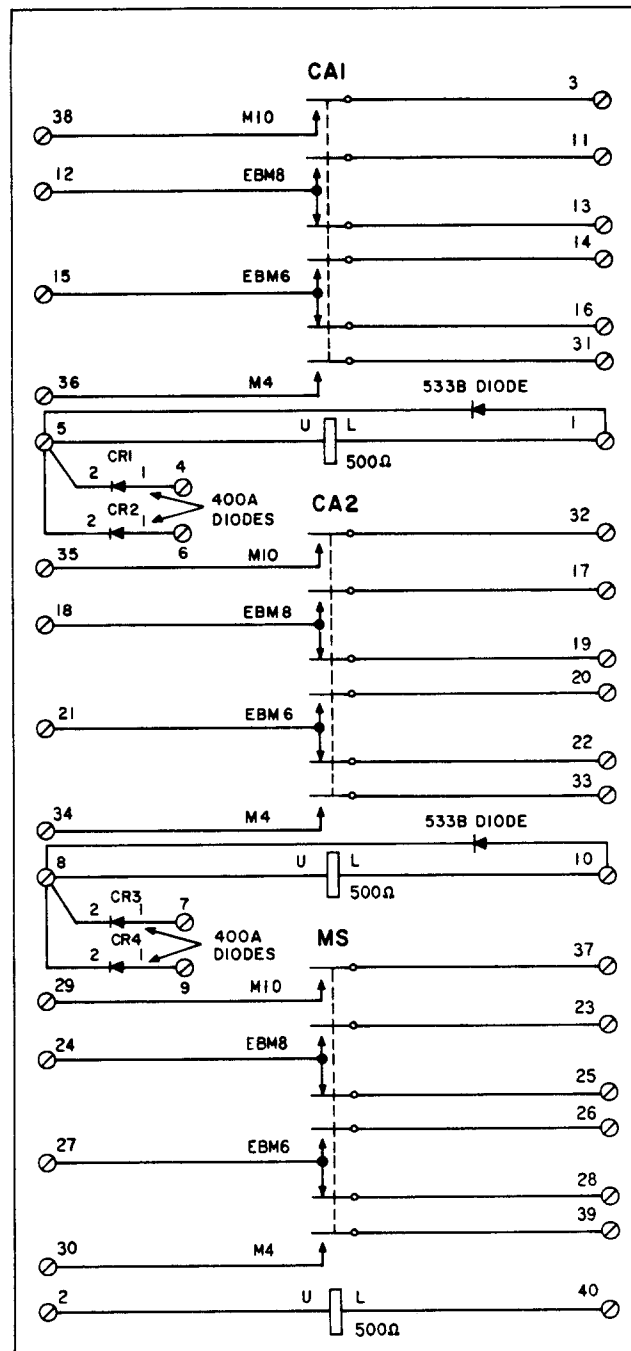 CA1
3
M10
38
11
12
EBM8
13
14
15
EBM6
16
31
36
M4
533B DIODE
5
U L
1
500Ω
CR1
2 1 4
400A
DIODES
CR2
2 1
6
CA2
32
35
M10
17
18
EBM8
19
20
21
EBM6
22
33
34
M4
533B DIODE
8
U L
10
500Ω
CR3
2 1 7
400A
DIODES
CR4
2 1
9
MS
37
29
M10
23
24
EBM8
25
26
27
EBM6
28
39
30
M4
2
U L
40
500Ω